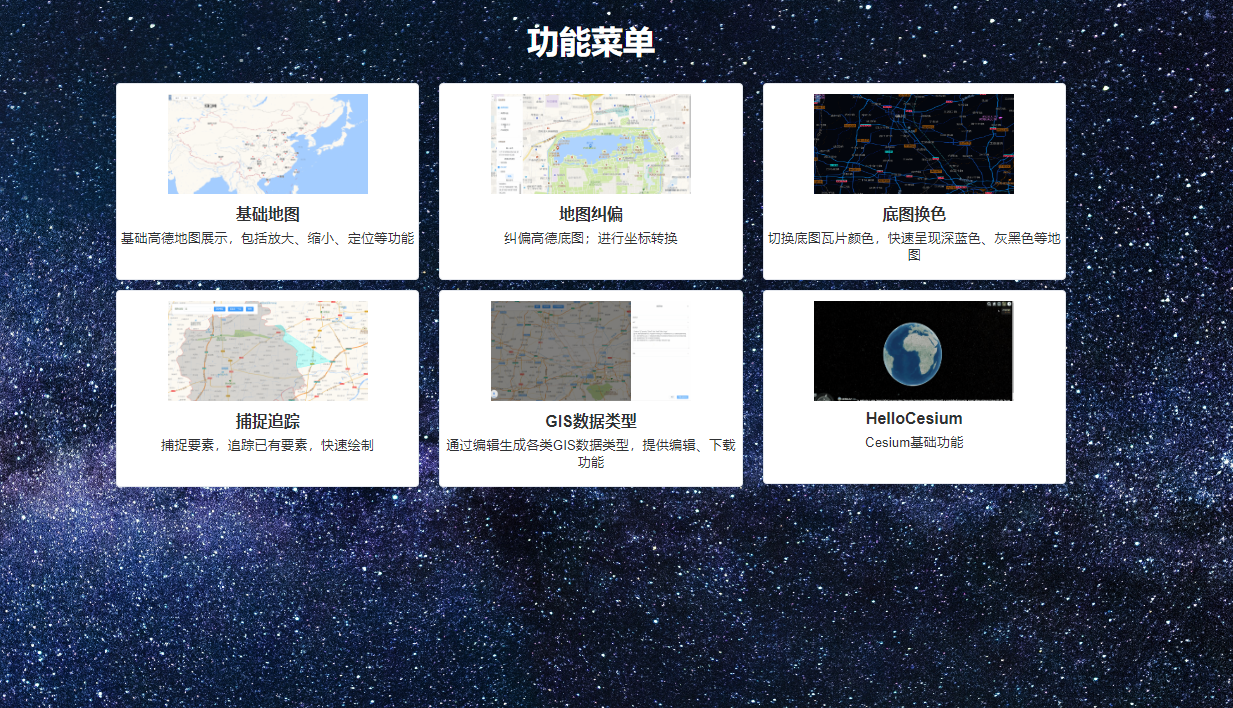 功能菜单
基础地图
基础高德地图展示，包括放大、缩小、定位等功能
地图纠偏
纠偏高德底图；进行坐标转换
底图换色
切换底图瓦片颜色，快速呈现深蓝色、灰黑色等地
图
捕捉追踪
捕捉要素，追踪已有要素，快速绘制
GIS数据类型
通过编辑生成各类GIS数据类型，提供编辑、下载
功能
HelloCesium
Cesium基础功能